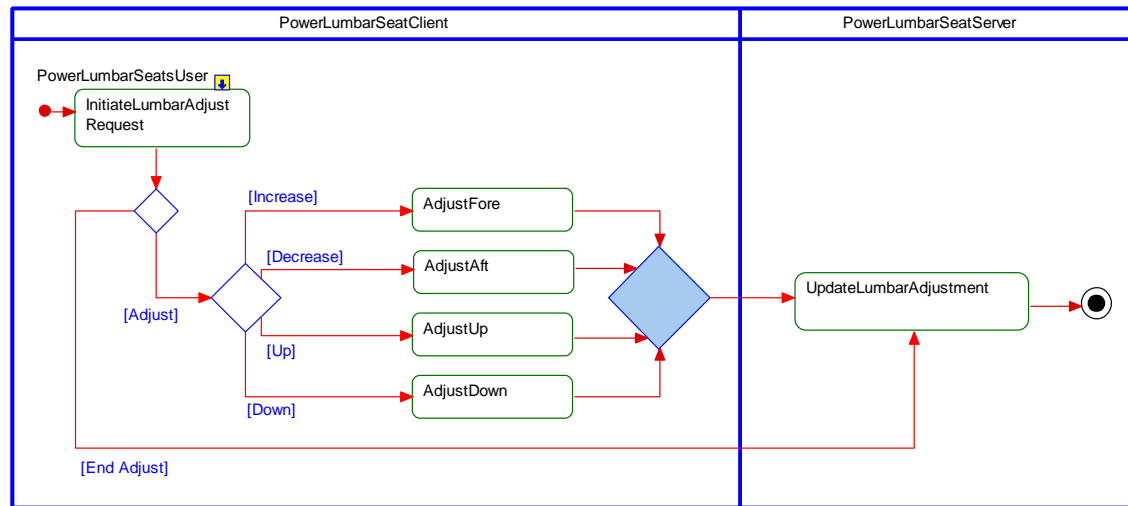 PowerLumbarSeatClient
PowerLumbarSeatServer
PowerLumbarSeatsUser
InitiateLumbarAdjust
Request
[Increase]
AdjustFore
[Decrease]
AdjustAft
UpdateLumbarAdjustment
[Adjust]
AdjustUp
[Up]
AdjustDown
[Down]
[End Adjust]